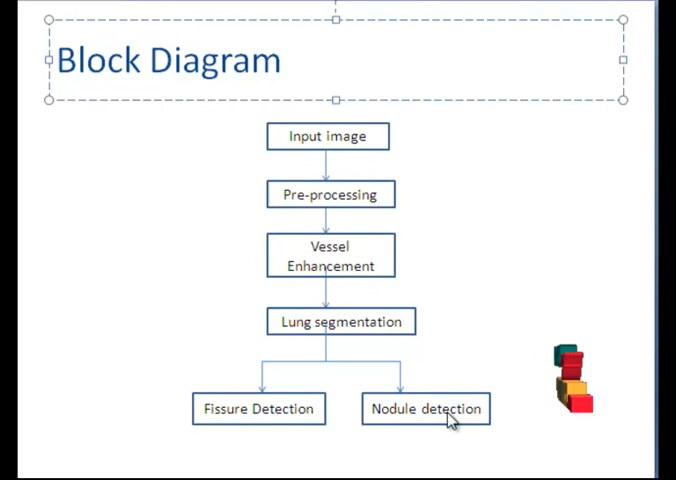 Block Diagram
Input image
Pre-processing
Vessel
Enhancement
Lung segmentation
Fissure Detection
Nodule detection